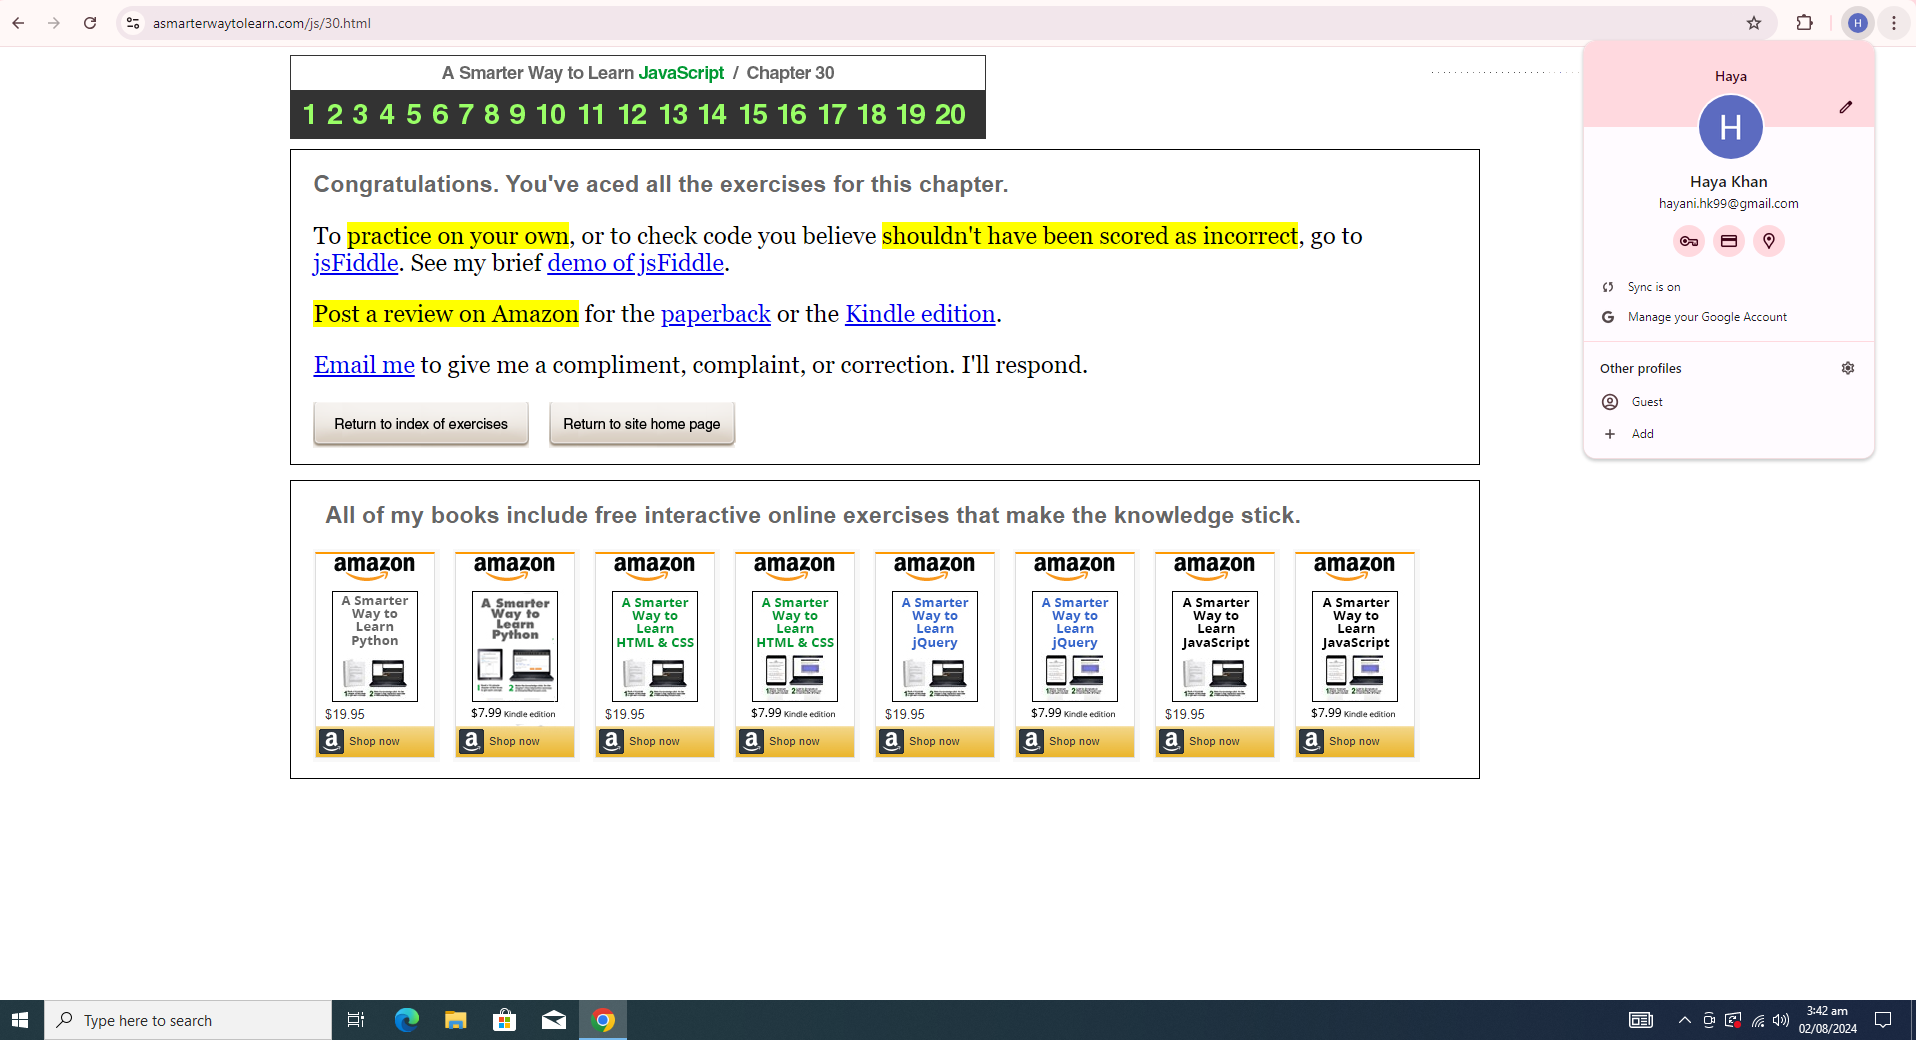 asmarterwaytolearn.com/js/30.html
H
A Smarter Way to Learn JavaScript / Chapter 30
1 2 3 4 5 6 7 8 9 10 11 12 13 14 15 16 17 18 19 20
Congratulations. You've aced all the exercises for this chapter.
To practice on your own, or to check code you believe shouldn't have been scored as incorrect, go to
jsFiddle. See my brief demo of jsFiddle.
Post a review on Amazon for the paperback or the Kindle edition.
Email me to give me a compliment, complaint, or correction. I'll respond.
Return to index of exercises
Return to site home page
Haya
H
Haya Khan
hayani.hk99@gmail.com
Sync is on
Manage your Google Account
Other profiles
Guest
Add
All of my books include free interactive online exercises that make the knowledge stick.
amazon
A Smarter
Way to
Learn
Python
$19.95
Shop now
amazon
A Smarter
Way to
Learn
Python
$7.99 Kindle edition
Shop now
amazon
A Smarter
Way to
Learn
HTML & CSS
$19.95
Shop now
amazon
A Smarter
Way to
Learn
HTML & CSS
$7.99 Kindle edition
Shop now
amazon
A Smarter
Way to
Learn
jQuery
$19.95
Shop now
amazon
A Smarter
Way to
Learn
jQuery
$7.99 Kindle edition
Shop now
amazon
A Smarter
Way to
Learn
JavaScript
$19.95
Shop now
amazon
A Smarter
Way to
Learn
JavaScript
$7.99 Kindle edition
Shop now
Type here to search
3:42 am
02/08/2024